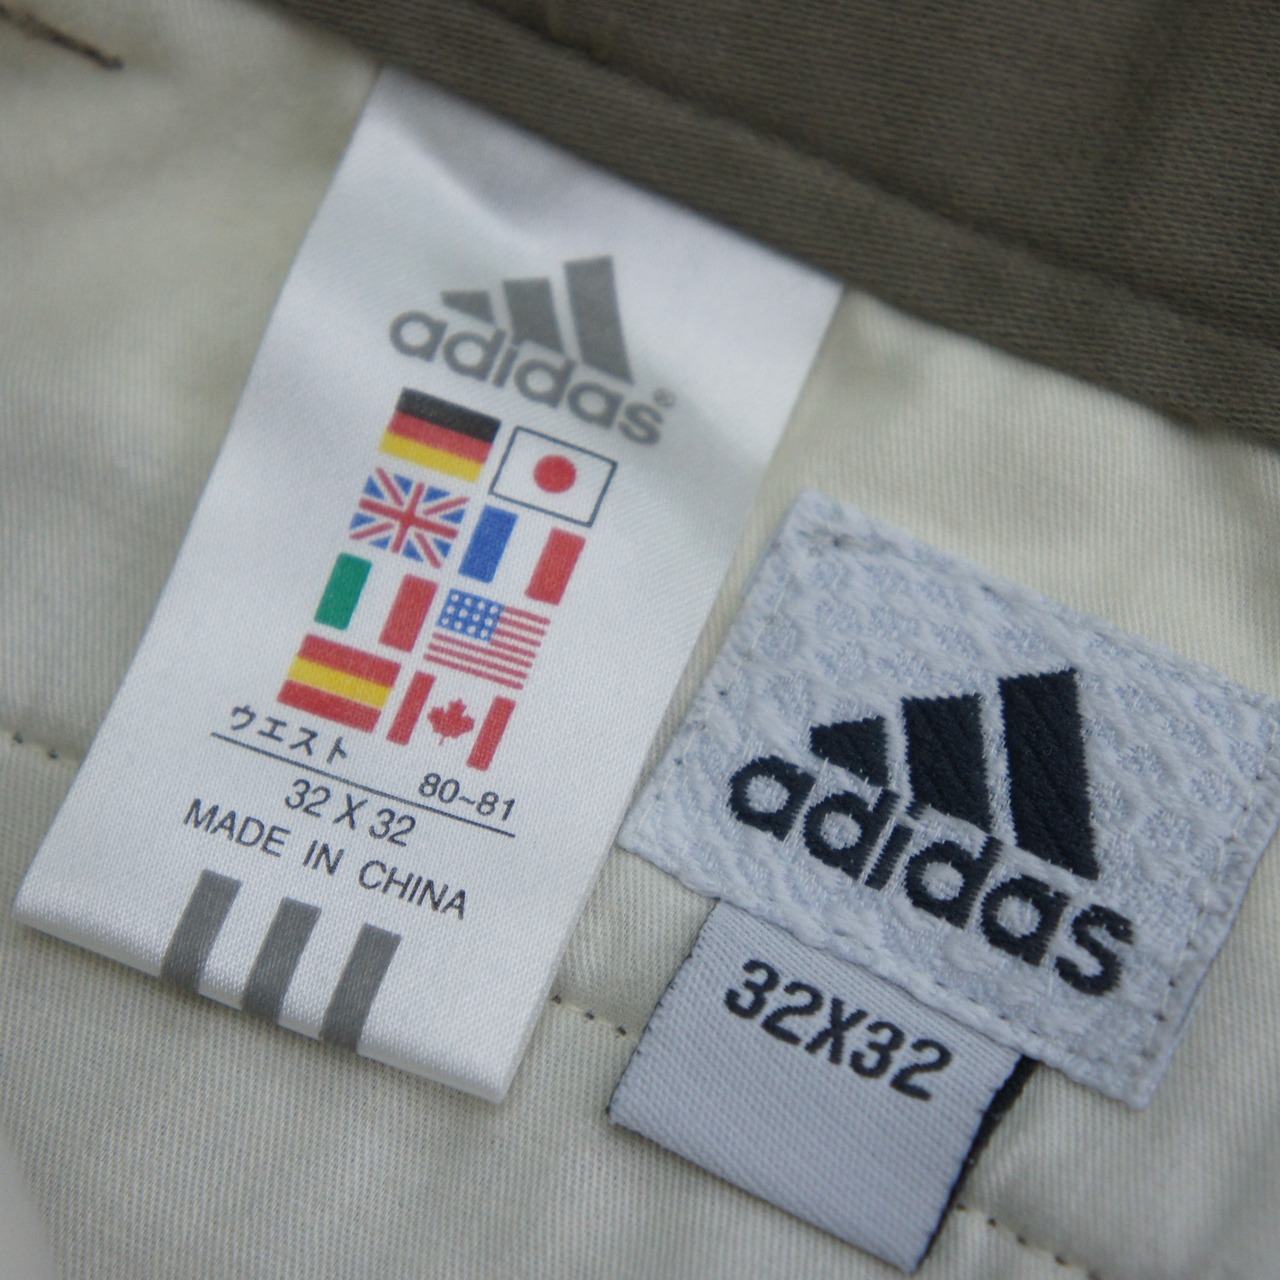 adidas®
ウエスト 80~81
32 X 32
MADE IN CHINA
adidas
32X32